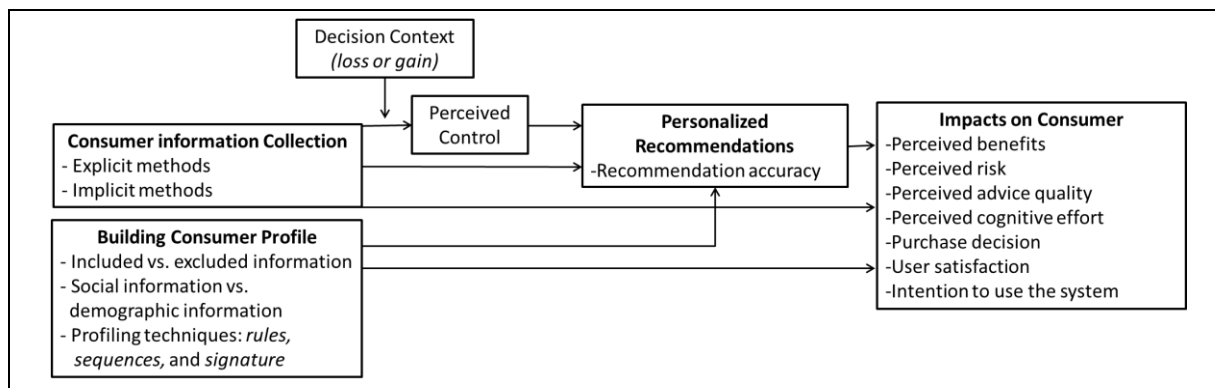 Decision Context
(loss or gain)
Perceived
Control
Consumer information Collection
- Explicit methods
- Implicit methods
Personalized
Recommendations
-Recommendation accuracy
Impacts on Consumer
-Perceived benefits
-Perceived risk
-Perceived advice quality
-Perceived cognitive effort
-Purchase decision
-User satisfaction
-Intention to use the system
Building Consumer Profile
- Included vs. excluded information
- Social information vs.
demographic information
- Profiling techniques: rules,
sequences, and signature